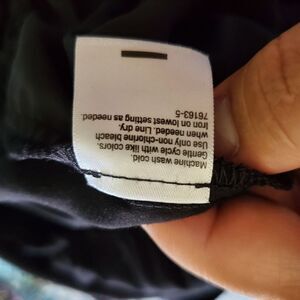 Machine wash cold.
Gentle cycle with like colors.
Use only non-chlorine bleach
when needed. Line dry.
Iron on lowest setting as needed.
76163-5